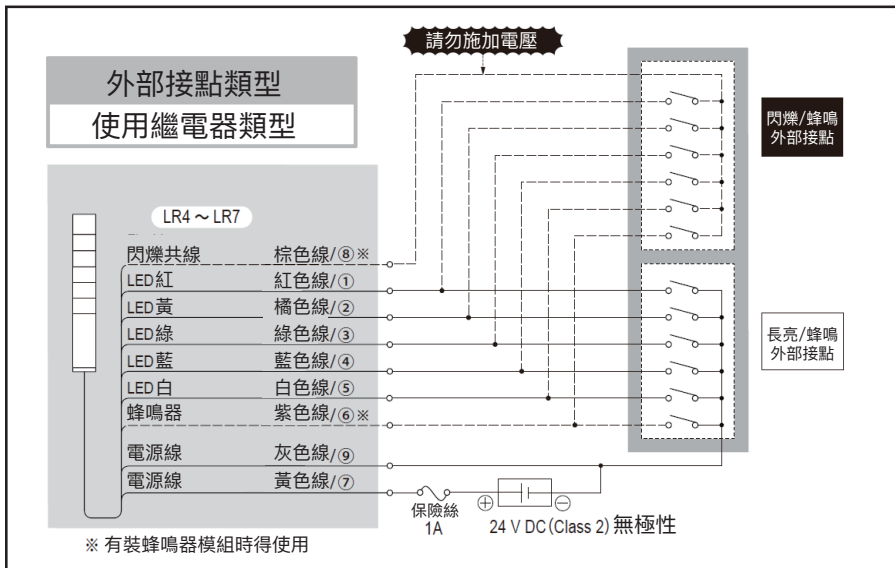 請勿施加電壓
外部接點類型
使用繼電器類型
閃爍/蜂鳴
外部接點
LR4～LR7
閃爍共線 棕色線/⑧※
LED紅 紅色線/①
LED黃 橘色線/②
LED綠 綠色線/③
LED藍 藍色線/④
LED白 白色線/⑤
蜂鳴器 紫色線/⑥※
電源線 灰色線/⑨
電源線 黃色線/⑦
長亮/蜂鳴
外部接點
保險絲
1A
⊕ ⊖
24 V DC(Class 2) 無極性
※ 有裝蜂鳴器模組時得使用